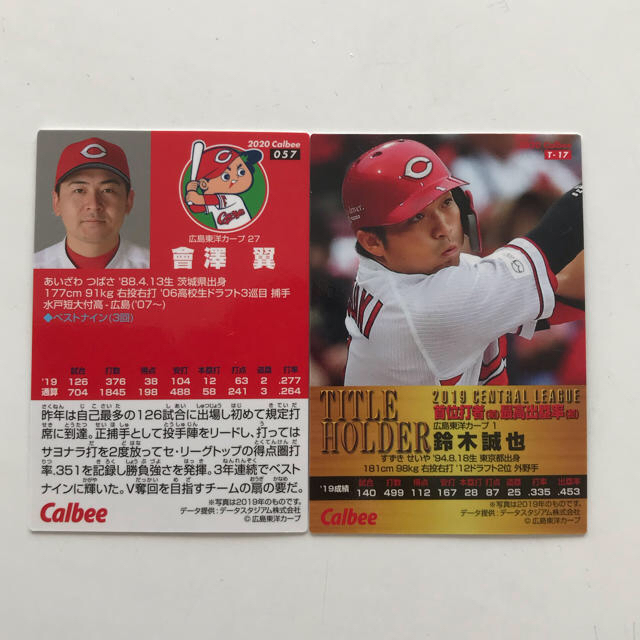 2020 Calbee
057
Carp
広島東洋カープ 27
會澤 翼
あいざわ つばさ '88.4.13生 茨城県出身
177cm 91kg 右投右打 '06高校生ドラフト3巡目 捕手
水戸短大付高-広島('07〜)
◆ベストナイン(3回)
試合 打数 得点 安打 本塁打 打点 盗塁 打率
'19 126 376 38 104 12 63 2 .277
通算 704 1845 198 488 58 241 3 .264
昨年は自己最多の126試合に出場し初めて規定打
席に到達。正捕手として投手陣をリードし、打っては
サヨナラ打を2度放ってセ・リーグトップの得点圏打
率.351を記録し勝負強さを発揮。3年連続でベスト
ナインに輝いた。V奪回を目指すチームの扇の要だ。
Calbee
※写真は2019年のものです。
データ提供:データスタジアム株式会社
© 広島東洋カープ
T-17
UKI
TITLE
HOLDER
2019 CENTRAL LEAGUE
首位打者(初)最高出塁率(初)
広島東洋カープ 1
鈴木誠也
すずき せいや '94.8.18生 東京都出身
181cm 98kg 右投右打 '12ドラフト2位 外野手
'19成績 試合 打数 得点 安打 本塁打 打点 盗塁 打率 出塁率
140 499 112 167 28 87 25 .335 .453
Calbee
※写真は2019年のものです。
データ提供:データスタジアム株式会社
© 広島東洋カープ